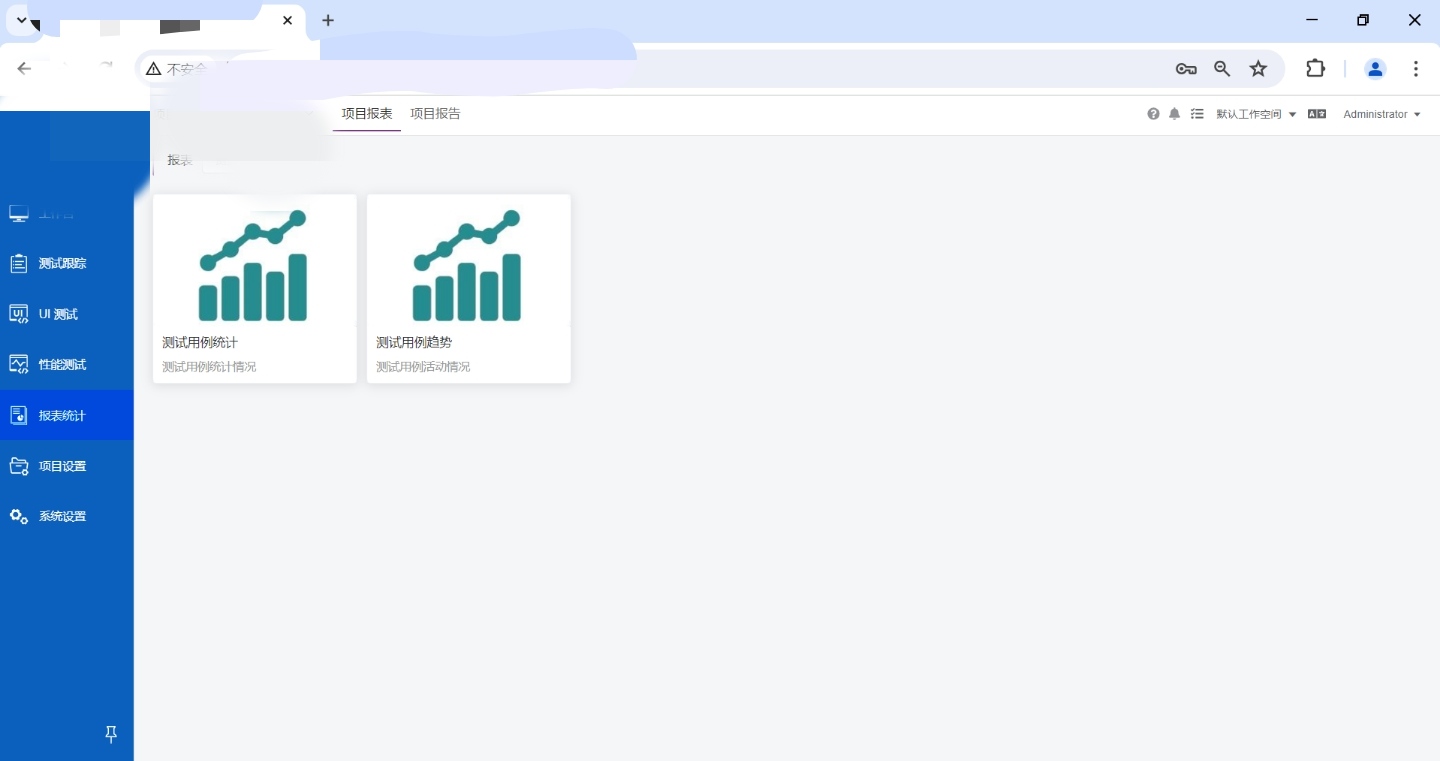 不安全
项目报表 项目报告
默认工作空间 Administrator
报表
测试跟踪
UI 测试
性能测试
报表统计
项目设置
系统设置
测试用例统计
测试用例统计情况
测试用例趋势
测试用例活动情况